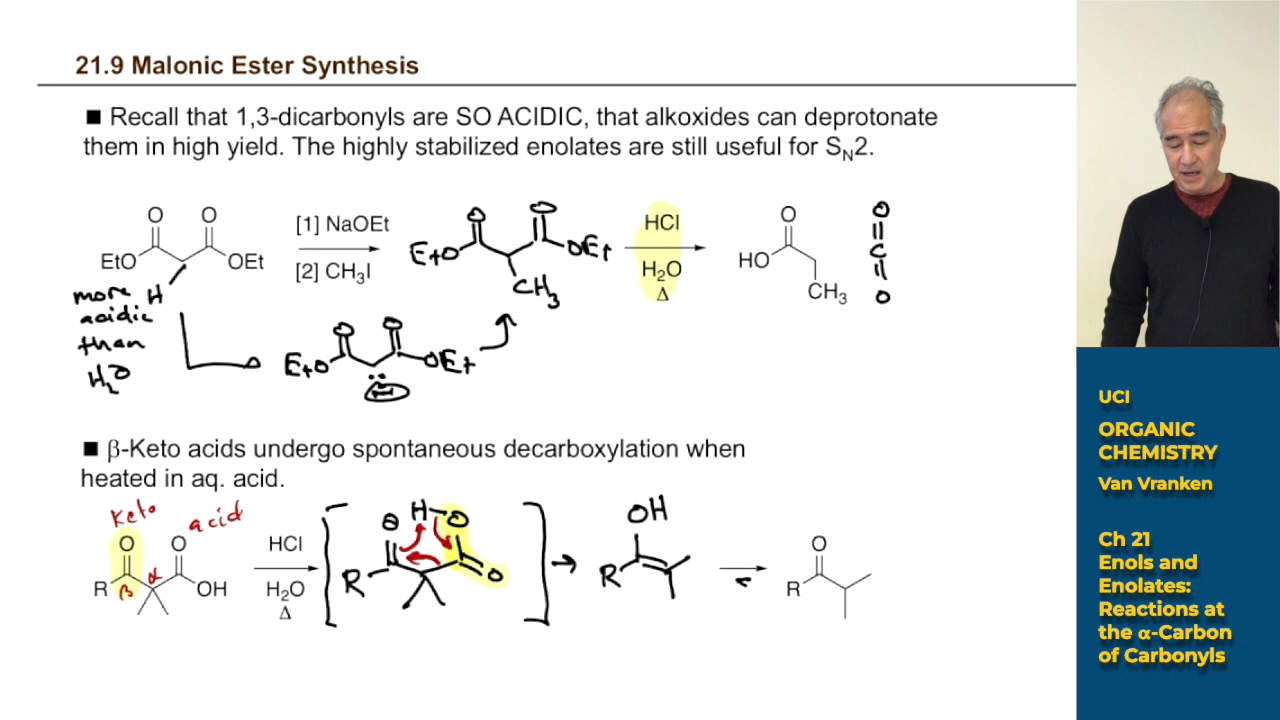 21.9 Malonic Ester Synthesis
■ Recall that 1,3-dicarbonyls are SO ACIDIC, that alkoxides can deprotonate
them in high yield. The highly stabilized enolates are still useful for SN2.
O O
EtO OEt
[1] NaOEt
[2] CH3I
O O
EtO OEt
CH3
HCl
H2O
Δ
O
HO
CH3
O
=
C
=
O
more H
acidic
than
H2O
O O
EtO OEt
■ β-Keto acids undergo spontaneous decarboxylation when
heated in aq. acid.
Keto acid
O O
R β α OH
HCl
H2O
Δ
O H-O
R O
OH
R
O
R
UCI
ORGANIC
CHEMISTRY
Van Vranken
Ch 21
Enols and
Enolates:
Reactions at
the α-Carbon
of Carbonyls